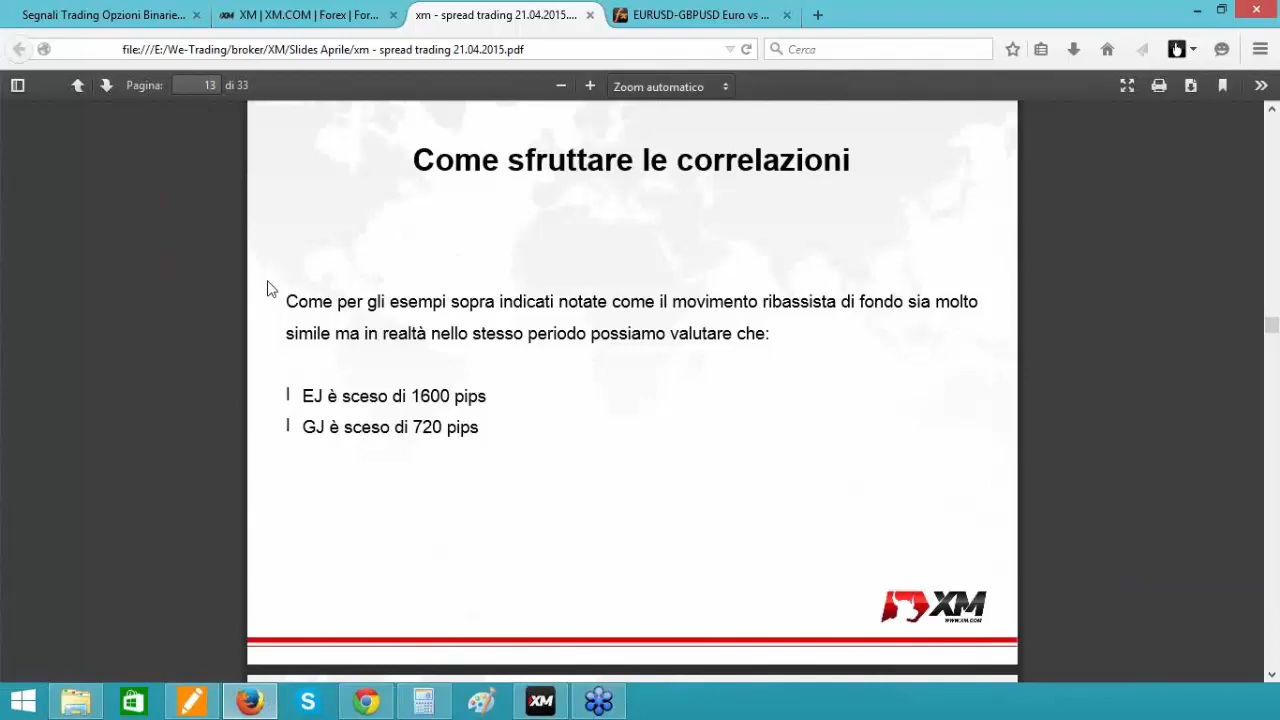 Segnali Trading Opzioni Binarie...
XM | XM.COM | Forex | For...
xm - spread trading 21.04.2015....
EURUSD-GBPUSD Euro vs ...
file:///E:/We-Trading/broker/XM/Slides Aprile/xm - spread trading 21.04.2015.pdf
Cerca
Pagina: 13 di 33
Zoom automatico
Come sfruttare le correlazioni
Come per gli esempi sopra indicati notate come il movimento ribassista di fondo sia molto
simile ma in realtà nello stesso periodo possiamo valutare che:
l EJ è sceso di 1600 pips
l GJ è sceso di 720 pips
XM
WWW.XM.COM
XM